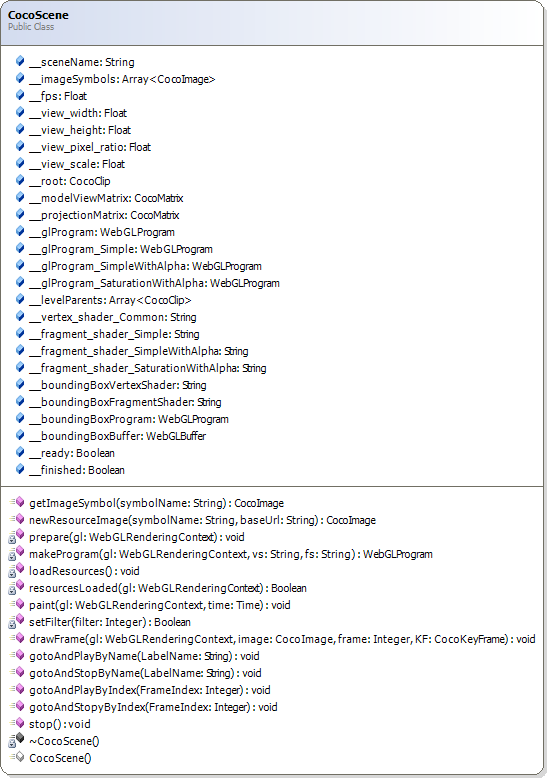 CocoScene
Public Class
__sceneName: String
__imageSymbols: Array<CocoImage>
__fps: Float
__view_width: Float
__view_height: Float
__view_pixel_ratio: Float
__view_scale: Float
__root: CocoClip
__modelViewMatrix: CocoMatrix
__projectionMatrix: CocoMatrix
__glProgram: WebGLProgram
__glProgram_Simple: WebGLProgram
__glProgram_SimpleWithAlpha: WebGLProgram
__glProgram_SaturationWithAlpha: WebGLProgram
__levelParents: Array<CocoClip>
__vertex_shader_Common: String
__fragment_shader_Simple: String
__fragment_shader_SimpleWithAlpha: String
__fragment_shader_SaturationWithAlpha: String
__boundingBoxVertexShader: String
__boundingBoxFragmentShader: String
__boundingBoxProgram: WebGLProgram
__boundingBoxBuffer: WebGLBuffer
__ready: Boolean
__finished: Boolean
getImageSymbol(symbolName: String) : CocoImage
newResourceImage(symbolName: String, baseUrl: String) : CocoImage
prepare(gl: WebGLRenderingContext) : void
makeProgram(gl: WebGLRenderingContext, vs: String, fs: String) : WebGLProgram
loadResources() : void
resourcesLoaded(gl: WebGLRenderingContext) : Boolean
paint(gl: WebGLRenderingContext, time: Time) : void
setFilter(filter: Integer) : Boolean
drawFrame(gl: WebGLRenderingContext, image: CocoImage, frame: Integer, KF: CocoKeyFrame) : void
gotoAndPlayByName(LabelName: String) : void
gotoAndStopByName(LabelName: String) : void
gotoAndPlayByIndex(FrameIndex: Integer) : void
gotoAndStopyByIndex(FrameIndex: Integer) : void
stop() : void
~CocoScene()
CocoScene()